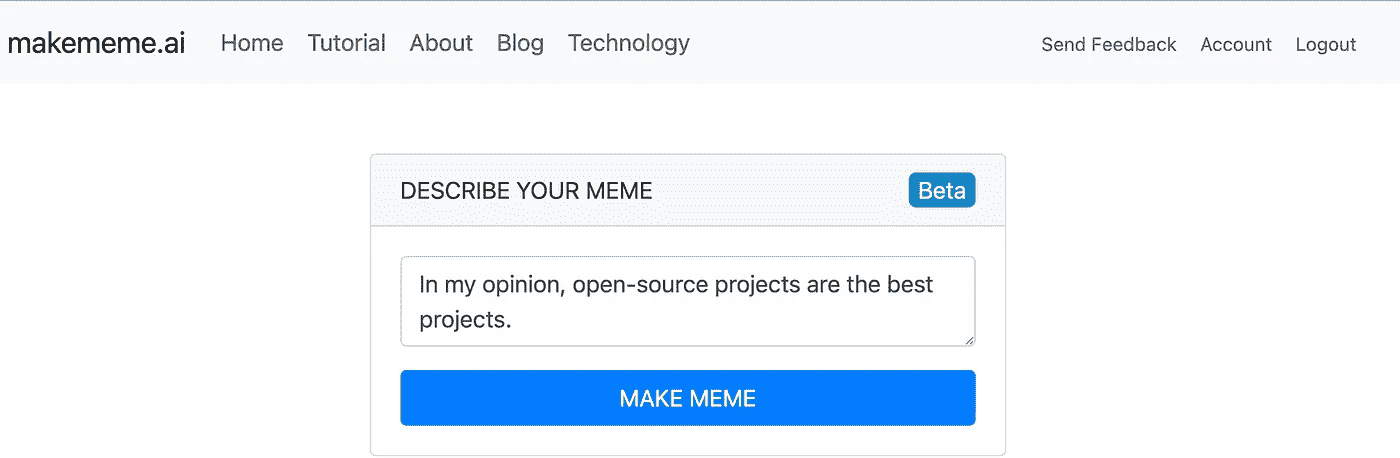 makememe.ai Home Tutorial About Blog Technology Send Feedback Account Logout
DESCRIBE YOUR MEME Beta
In my opinion, open-source projects are the best
projects.
MAKE MEME